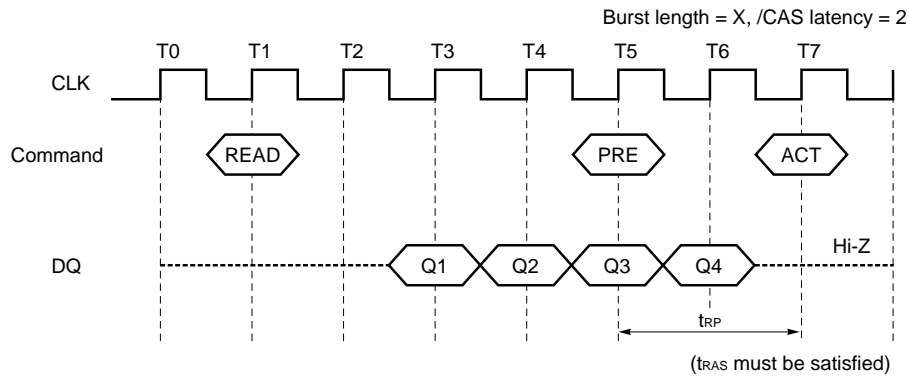 Burst length = X, /CAS latency = 2
T0 T1 T2 T3 T4 T5 T6 T7
CLK
Command READ PRE ACT
Hi-Z
DQ Q1 Q2 Q3 Q4
tRP
(tRAS must be satisfied)